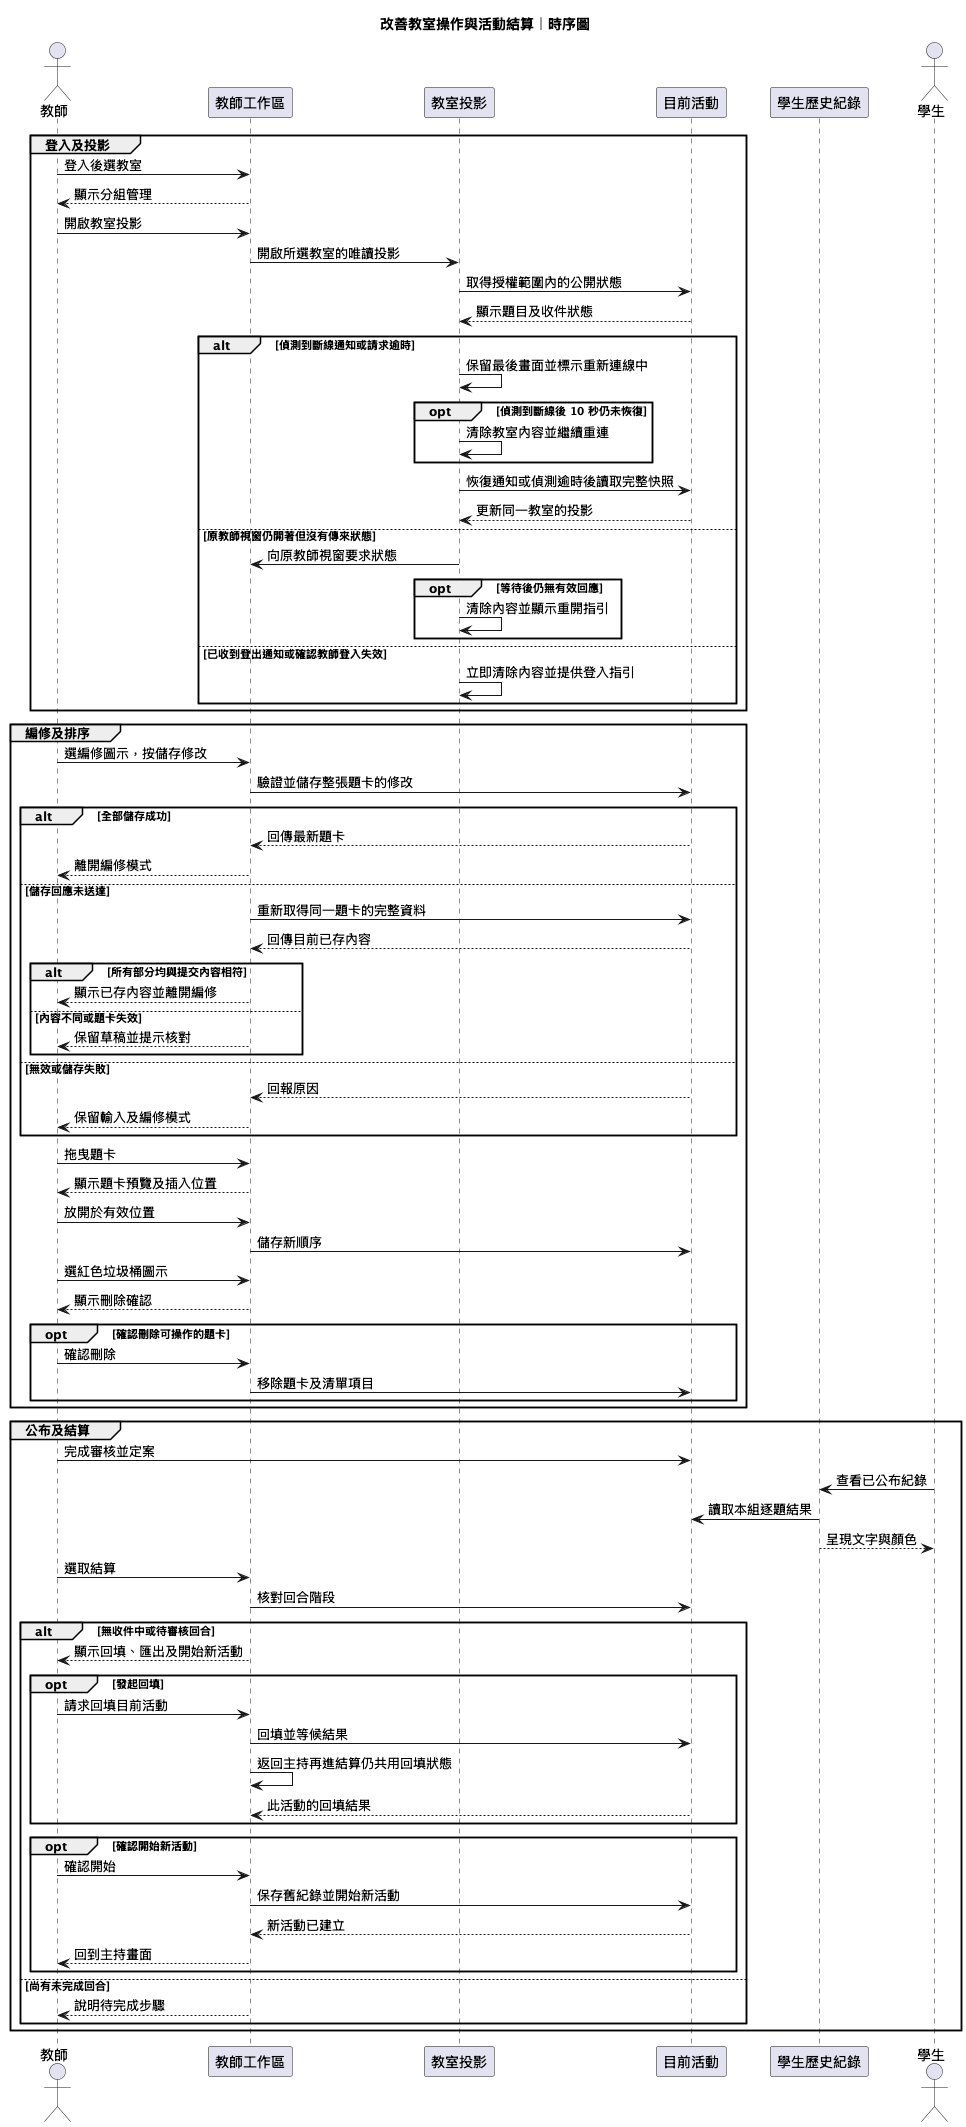 改善教室操作與活動結算｜時序圖
教師
教師工作區
教室投影
目前活動
學生歷史紀錄
學生
登入及投影
登入後選教室
顯示分組管理
開啟教室投影
開啟所選教室的唯讀投影
取得授權範圍內的公開狀態
顯示題目及收件狀態
alt [偵測到斷線通知或請求逾時]
保留最後畫面並標示重新連線中
opt [偵測到斷線後 10 秒仍未恢復]
清除教室內容並繼續重連
恢復通知或偵測逾時後讀取完整快照
更新同一教室的投影
[原教師視窗仍開著但沒有傳來狀態]
向原教師視窗要求狀態
opt [等待後仍無有效回應]
清除內容並顯示重開指引
[已收到登出通知或確認教師登入失效]
立即清除內容並提供登入指引
編修及排序
選編修圖示，按儲存修改
驗證並儲存整張題卡的修改
alt [全部儲存成功]
回傳最新題卡
離開編修模式
[儲存回應未送達]
重新取得同一題卡的完整資料
回傳目前已存內容
alt [所有部分均與提交內容相符]
顯示已存內容並離開編修
[內容不同或題卡失效]
保留草稿並提示核對
[無效或儲存失敗]
回報原因
保留輸入及編修模式
拖曳題卡
顯示題卡預覽及插入位置
放開於有效位置
儲存新順序
選紅色垃圾桶圖示
顯示刪除確認
opt [確認刪除可操作的題卡]
確認刪除
移除題卡及清單項目
公布及結算
完成審核並定案
查看已公布紀錄
讀取本組逐題結果
呈現文字與顏色
選取結算
核對回合階段
alt [無收件中或待審核回合]
顯示回填、匯出及開始新活動
opt [發起回填]
請求回填目前活動
回填並等候結果
返回主持再進結算仍共用回填狀態
此活動的回填結果
opt [確認開始新活動]
確認開始
保存舊紀錄並開始新活動
新活動已建立
回到主持畫面
[尚有未完成回合]
說明待完成步驟
教師
教師工作區
教室投影
目前活動
學生歷史紀錄
學生